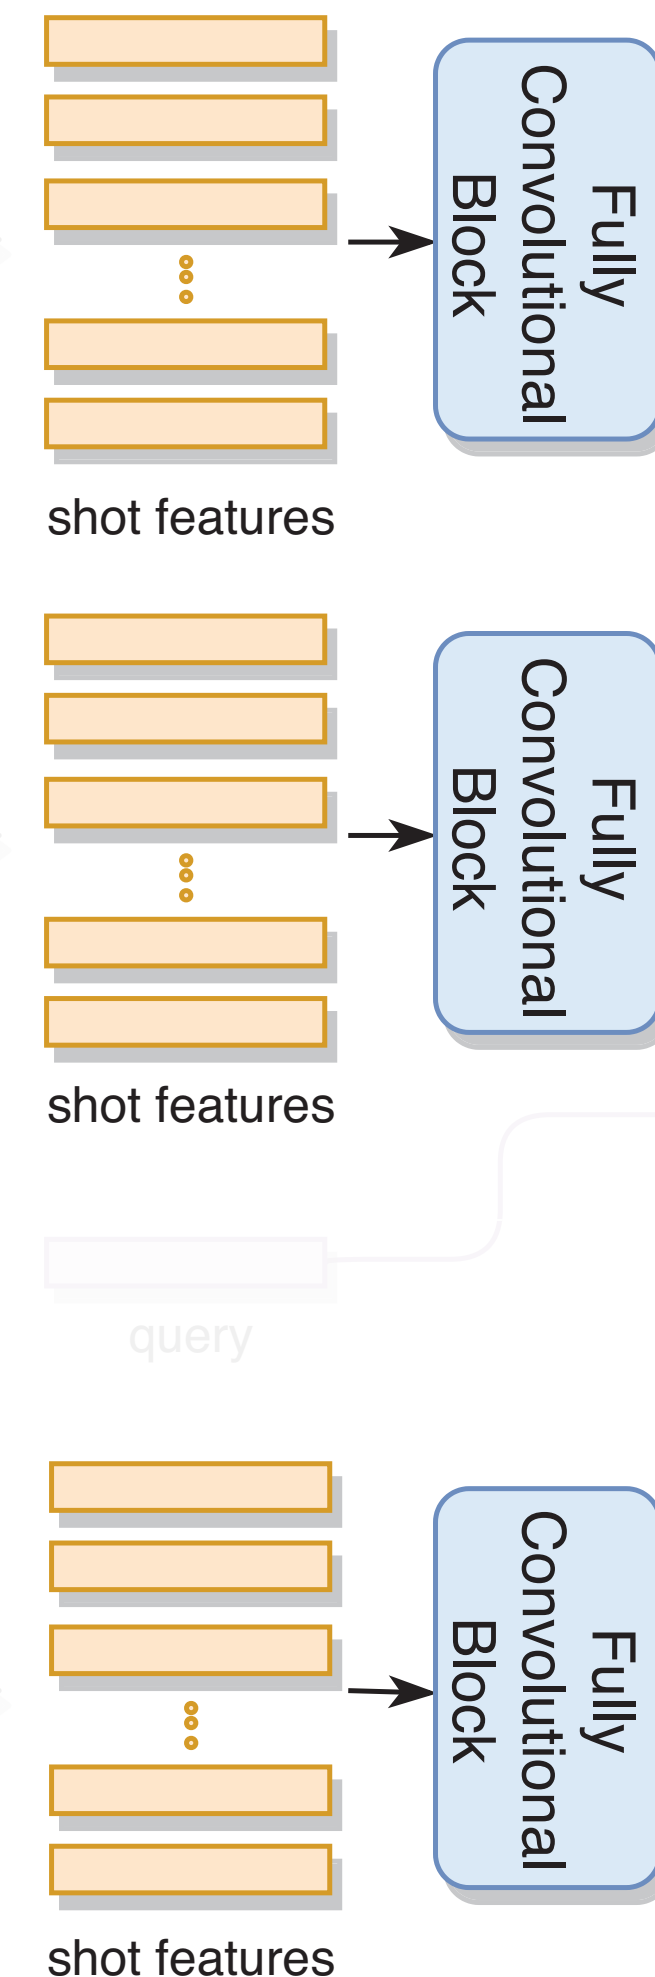 Fully
Convolutional
Block
shot features
Fully
Convolutional
Block
shot features
query
Fully
Convolutional
Block
shot features